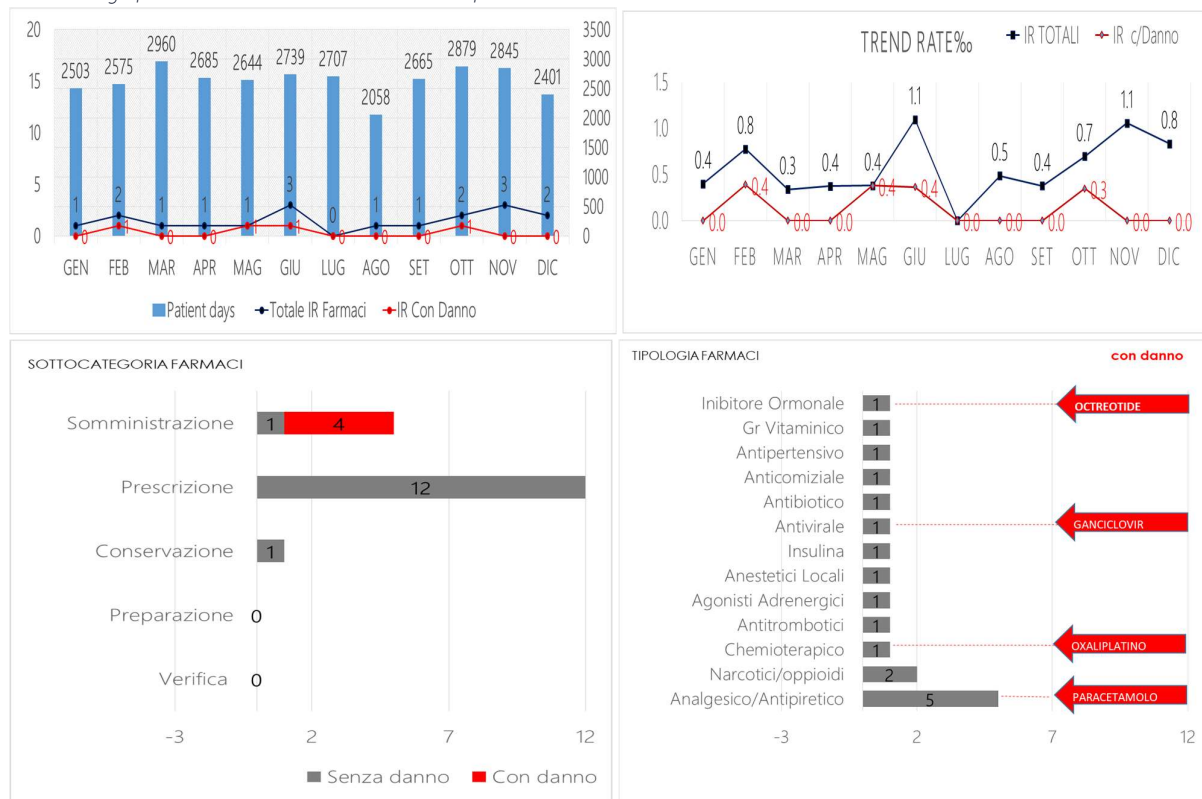 20
15
10
5
0
3500
3000
2500
2000
1500
1000
500
0
2503 2575 2960 2685 2644 2739 2707 2058 2665 2879 2845 2401
1 2 1 1 1 3 0 1 1 2 3 2
0 1 0 0 1 1 0 0 0 1 0 0
GEN FEB MAR APR MAG GIU LUG AGO SET OTT NOV DIC
Patient days Totale IR Farmaci IR Con Danno
TREND RATE‰ IR TOTALI IR c/Danno
1.5
1.0
0.5
0.0
0.4 0.8 0.3 0.4 0.4 1.1 0.5 0.4 0.7 1.1 0.8
0.0 0.4 0.0 0.0 0.4 0.4 0.0 0.0 0.0 0.3 0.0 0.0
GEN FEB MAR APR MAG GIU LUG AGO SET OTT NOV DIC
SOTTOCATEGORIA FARMACI
Somministrazione 1 4
Prescrizione 12
Conservazione 1
Preparazione 0
Verifica 0
-3 2 7 12
Senza danno Con danno
TIPOLOGIA FARMACI con danno
Inibitore Ormonale 1 OCTREOTIDE
Gr Vitaminico 1
Antipertensivo 1
Anticomiziale 1
Antibiotico 1
Antivirale 1 GANCICLOVIR
Insulina 1
Anestetici Locali 1
Agonisti Adrenergici 1
Antitrombotici 1
Chemioterapico 1 OXALIPLATINO
Narcotici/oppioidi 2
Analgesico/Antipiretico 5 PARACETAMOLO
-3 2 7 12